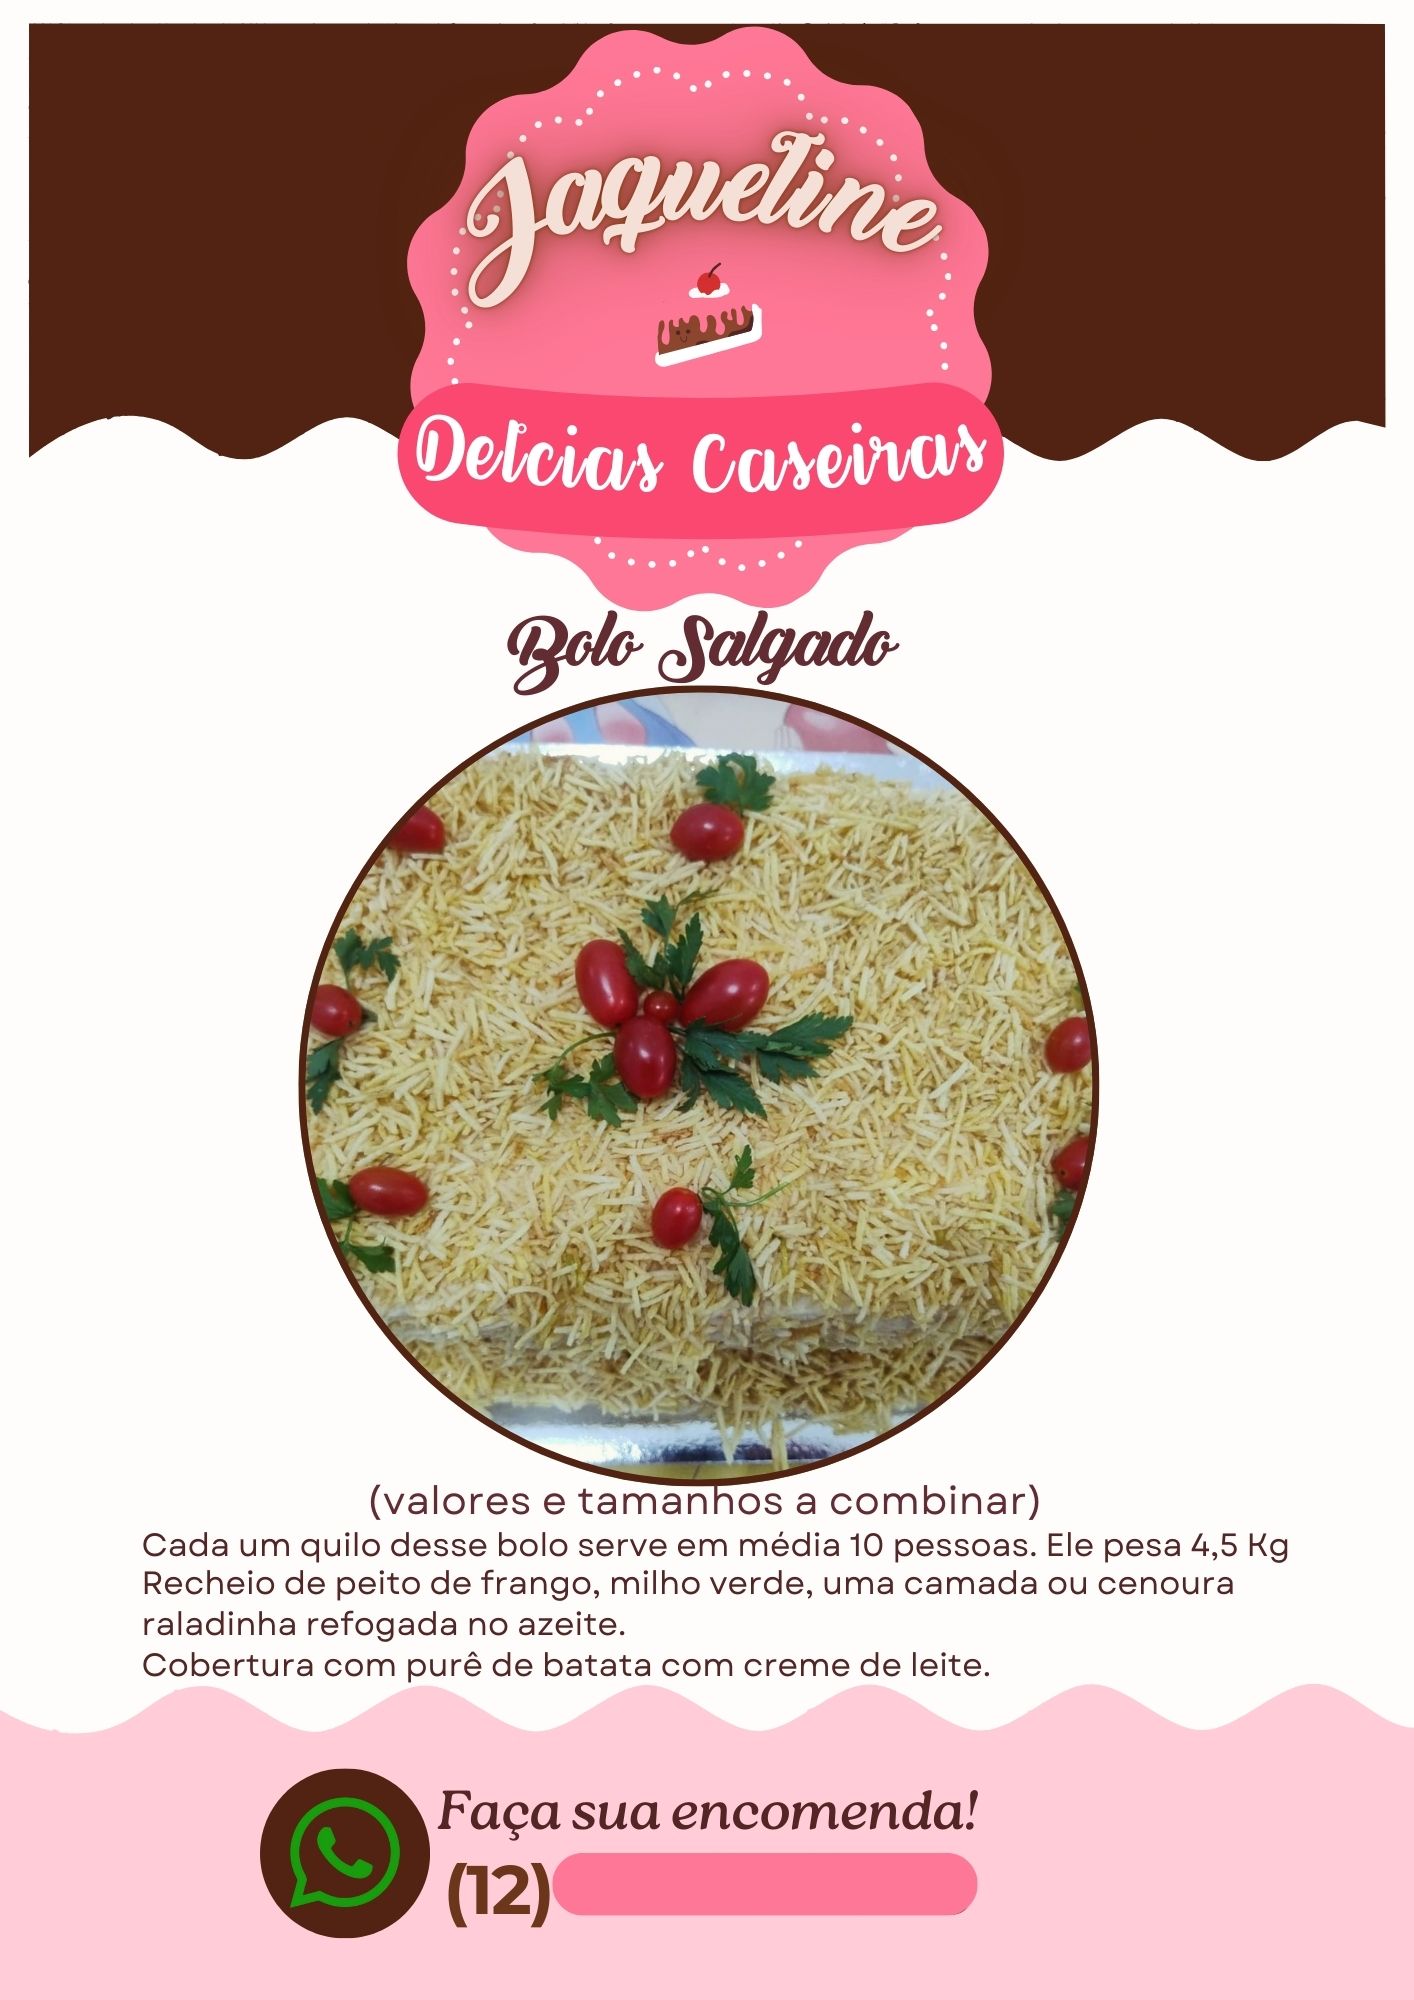 Jaqueline
Delcias Caseiras
Bolo Salgado
(valores e tamanhos a combinar)
Cada um quilo desse bolo serve em média 10 pessoas. Ele pesa 4,5 Kg
Recheio de peito de frango, milho verde, uma camada ou cenoura
raladinha refogada no azeite.
Cobertura com purê de batata com creme de leite.
Faça sua encomenda!
(12)